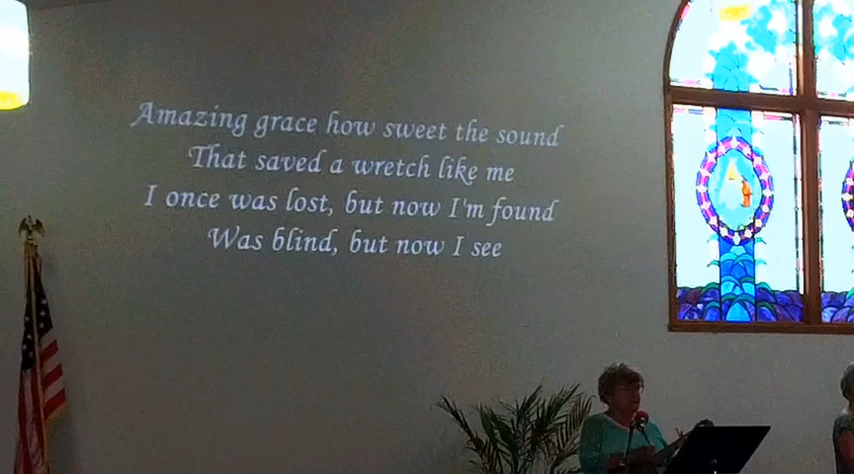 Amazing grace how sweet the sound
That saved a wretch like me
I once was lost, but now I'm found
Was blind, but now I see